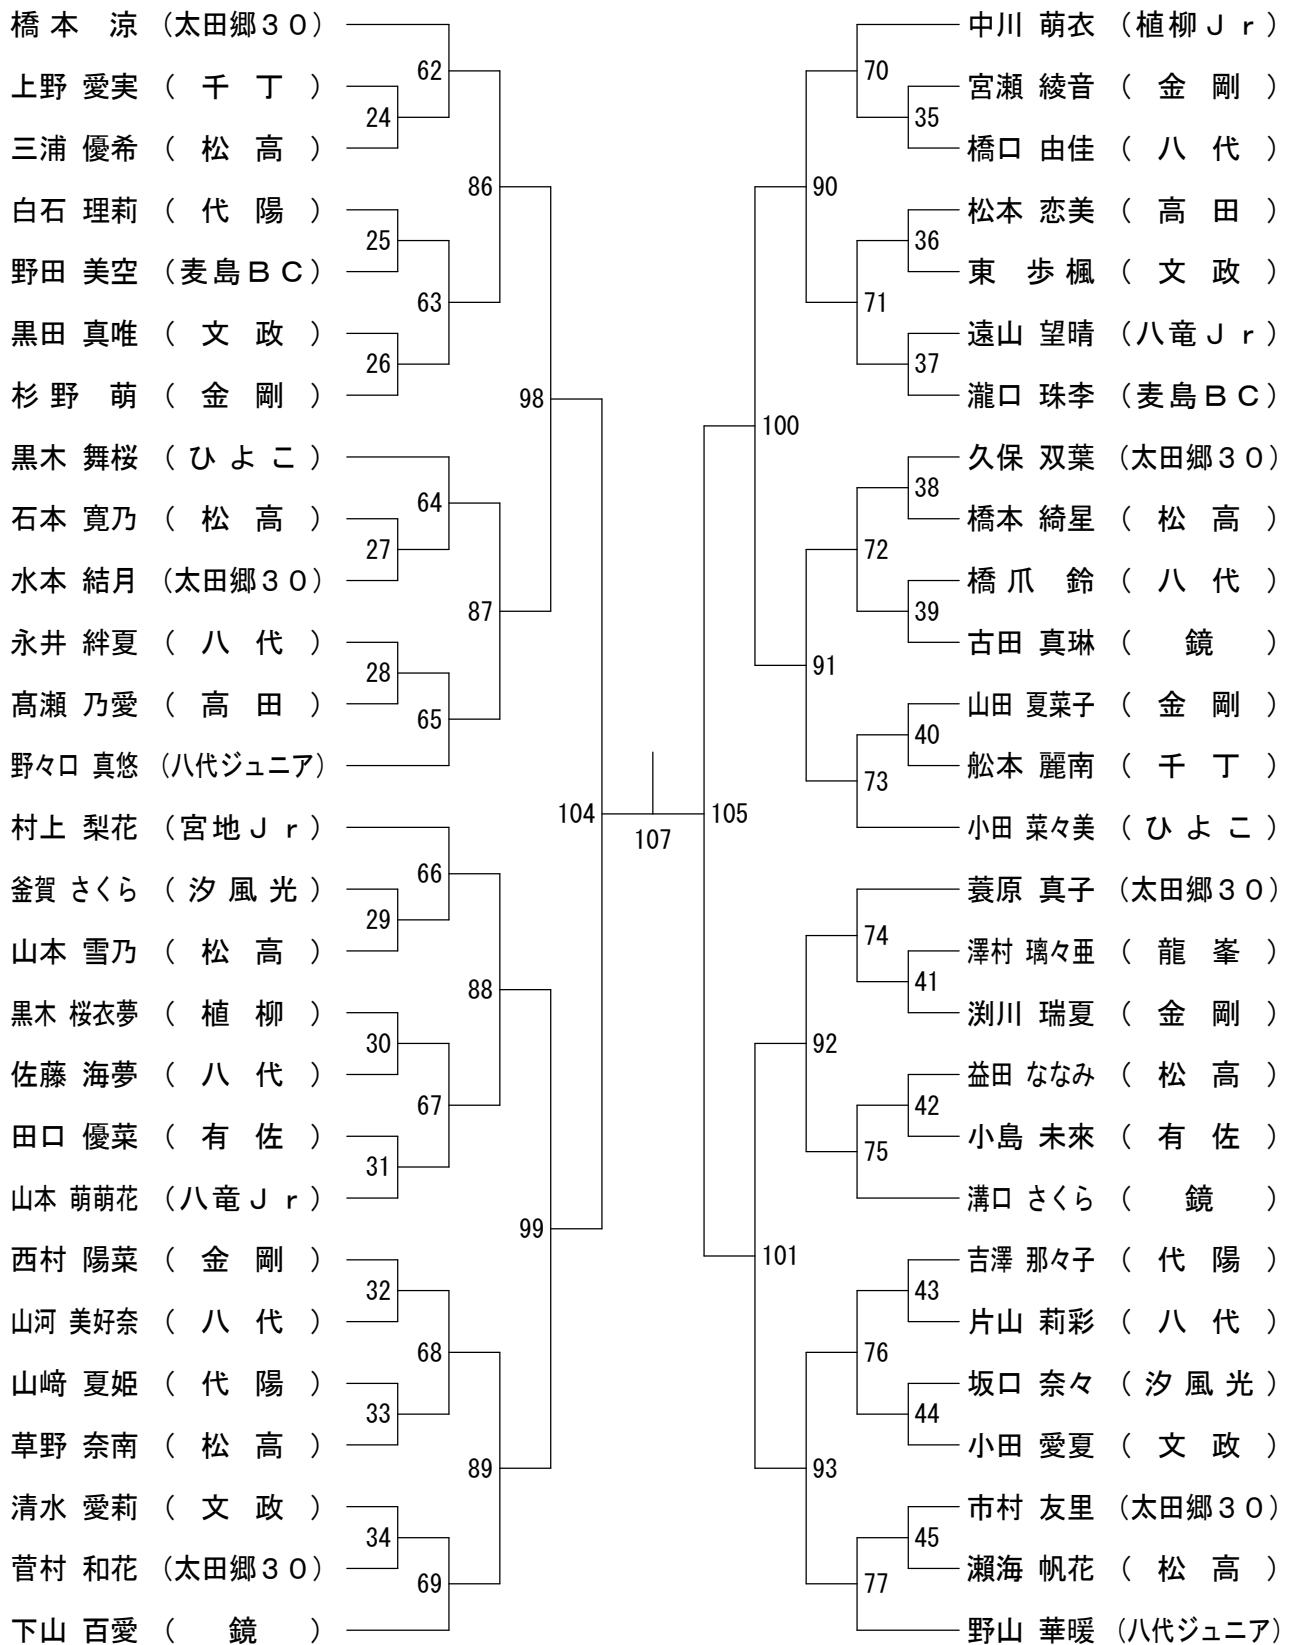 橋本 涼 (太田郷30)
上野 愛実 (千丁)
三浦 優希 (松高)
白石 理莉 (代陽)
野田 美空 (麦島BC)
黒田 真唯 (文政)
杉野 萌 (金剛)
黒木 舞桜 (ひよこ)
石本 寛乃 (松高)
水本 結月 (太田郷30)
永井 絆夏 (八代)
髙瀬 乃愛 (高田)
野々口 真悠 (八代ジュニア)
村上 梨花 (宮地Jr)
釜賀 さくら (汐風光)
山本 雪乃 (松高)
黒木 桜衣夢 (植柳)
佐藤 海夢 (八代)
田口 優菜 (有佐)
山本 萌萌花 (八竜Jr)
西村 陽菜 (金剛)
山河 美好奈 (八代)
山﨑 夏姫 (代陽)
草野 奈南 (松高)
清水 愛莉 (文政)
菅村 和花 (太田郷30)
下山 百愛 (鏡)
24
25
26
27
28
29
30
31
32
33
34
62
63
64
65
66
67
68
69
86
87
88
89
98
99
104
107
105
100
101
90
91
92
93
70
71
72
73
74
75
76
77
35
36
37
38
39
40
41
42
43
44
45
中川 萌衣 (植柳Jr)
宮瀬 綾音 (金剛)
橋口 由佳 (八代)
松本 恋美 (高田)
東 歩楓 (文政)
遠山 望晴 (八竜Jr)
瀧口 珠李 (麦島BC)
久保 双葉 (太田郷30)
橋本 綺星 (松高)
橋爪 鈴 (八代)
古田 真琳 (鏡)
山田 夏菜子 (金剛)
舩本 麗南 (千丁)
小田 菜々美 (ひよこ)
蓑原 真子 (太田郷30)
澤村 璃々亜 (龍峯)
渕川 瑞夏 (金剛)
益田 ななみ (松高)
小島 未來 (有佐)
溝口 さくら (鏡)
吉澤 那々子 (代陽)
片山 莉彩 (八代)
坂口 奈々 (汐風光)
小田 愛夏 (文政)
市村 友里 (太田郷30)
瀨海 帆花 (松高)
野山 華暖 (八代ジュニア)